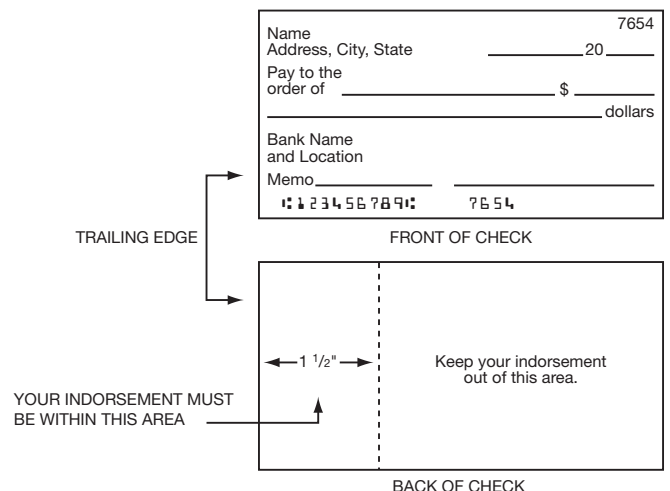 7654
Name
Address, City, State 20
Pay to the
order of $
dollars
Bank Name
and Location
Memo
⑆123456789⑆ 7654
TRAILING EDGE
FRONT OF CHECK
1 1/2"
Keep your indorsement
out of this area.
YOUR INDORSEMENT MUST
BE WITHIN THIS AREA
BACK OF CHECK